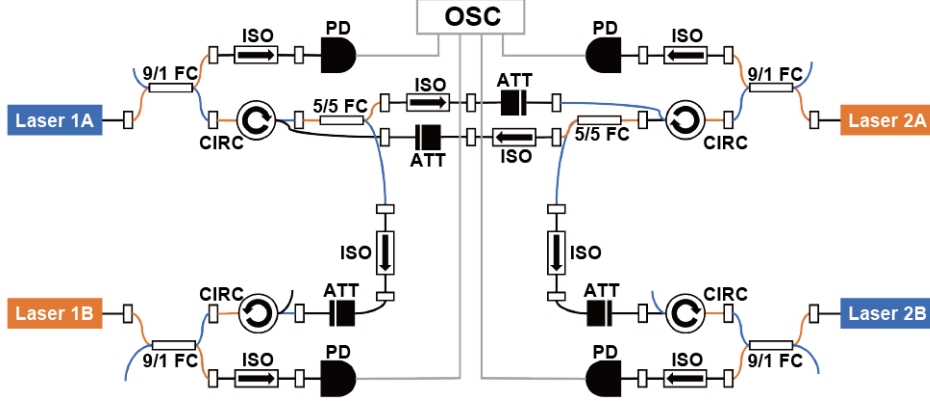 OSC
ISO
PD
PD
ISO
9/1 FC
9/1 FC
ISO
ATT
5/5 FC
Laser 1A
Laser 2A
CIRC
ATT
ISO
5/5 FC
CIRC
ISO
ISO
CIRC
ATT
ATT
CIRC
Laser 1B
Laser 2B
9/1 FC
ISO
PD
PD
ISO
9/1 FC